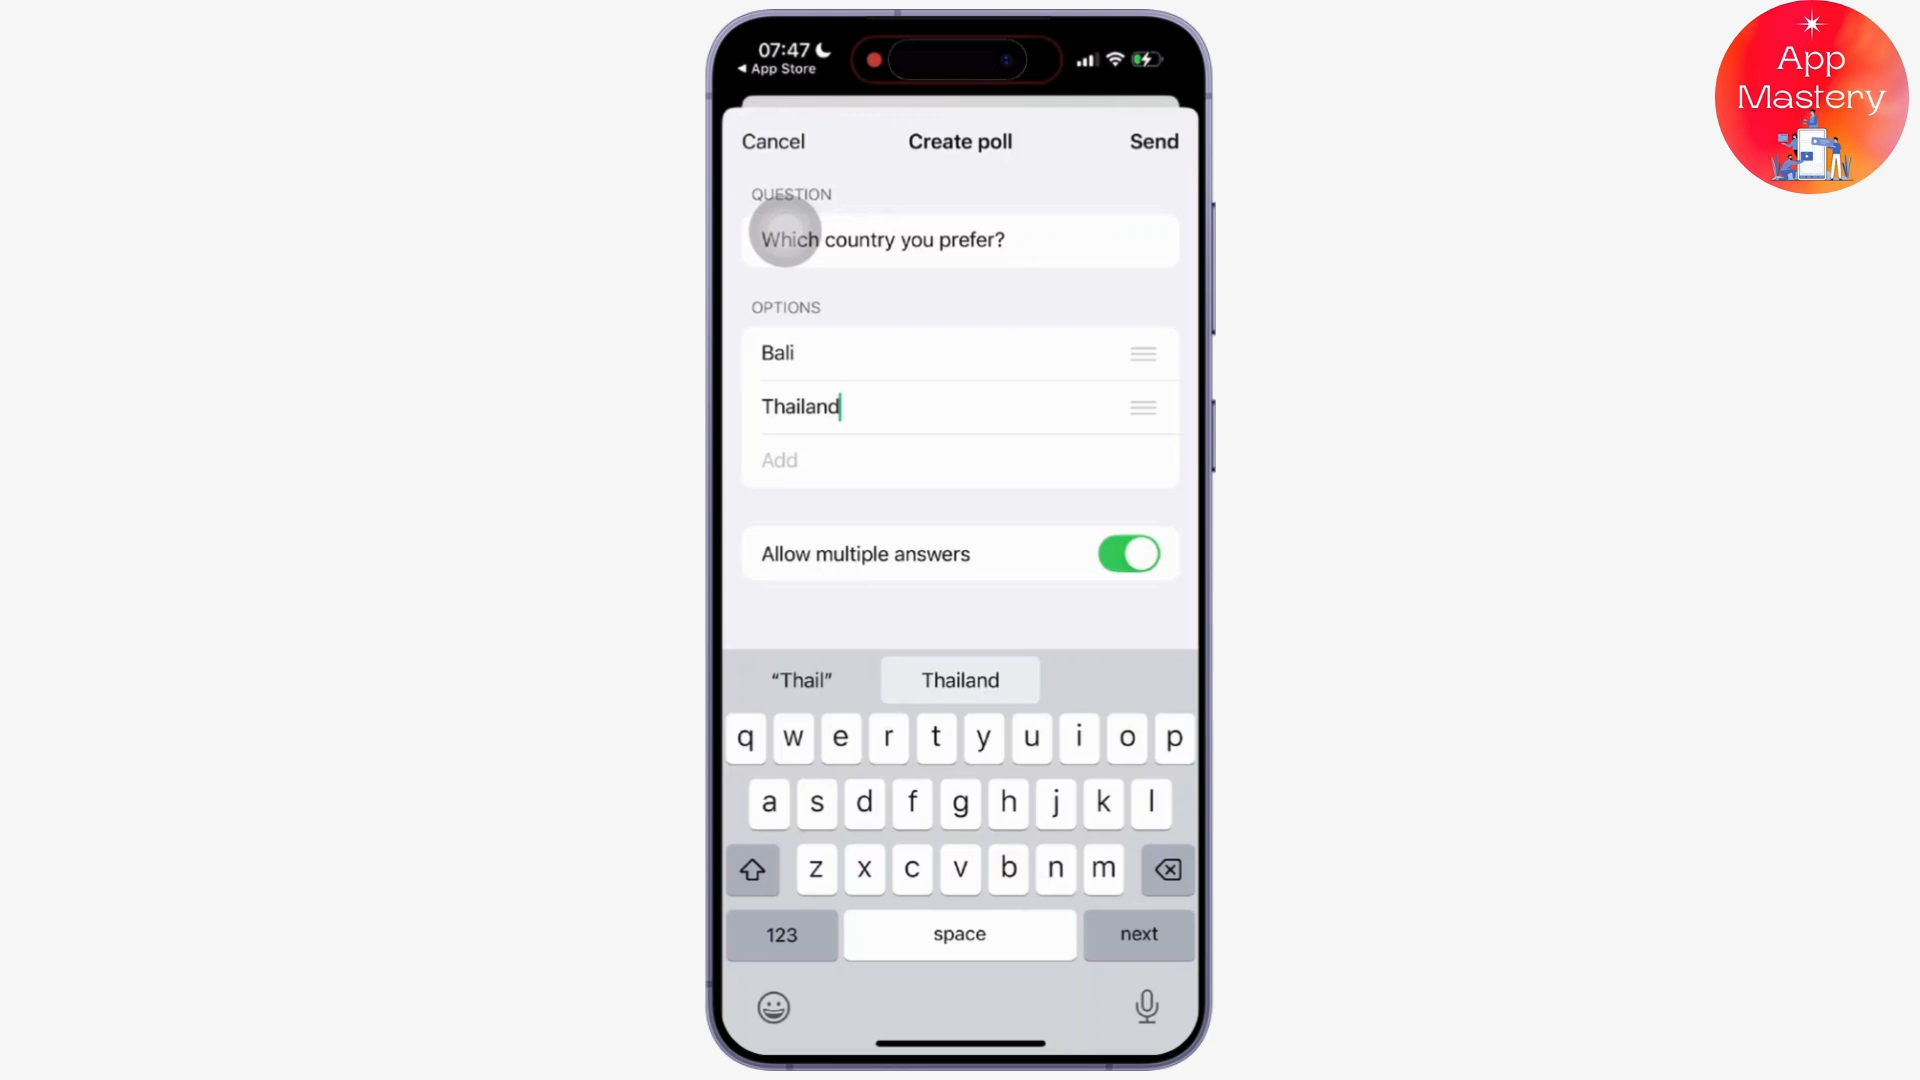 07:47
App Store
App
Mastery
Cancel
Create poll
Send
QUESTION
Which country you prefer?
OPTIONS
Bali
Thailand
Add
Allow multiple answers
“Thail”
Thailand
q w e r t y u i o p
a s d f g h j k l
z x c v b n m
123
space
next